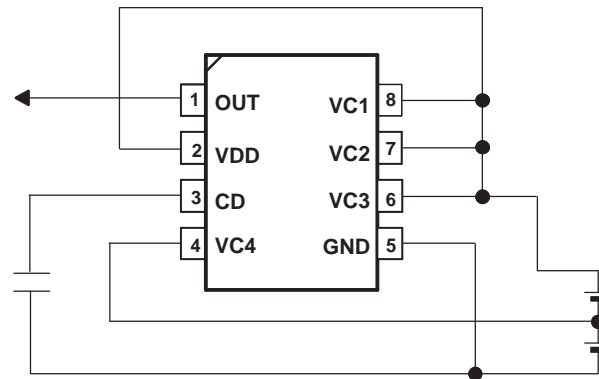 1 OUT VC1 8
2 VDD VC2 7
3 CD VC3 6
4 VC4 GND 5